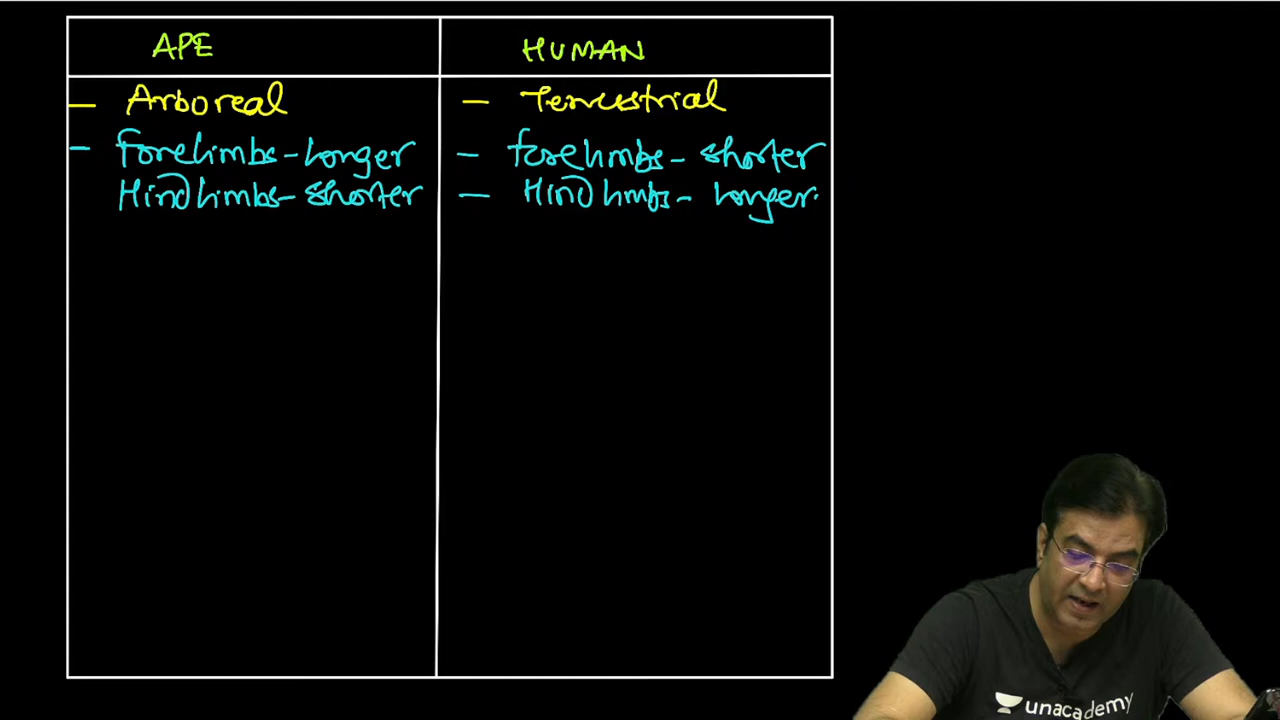 APE HUMAN
- Arboreal - Terrestrial
- Forelimbs - Longer - forelimbs - shorter
Hind limbs - shorter - Hind limbs - Longer.
unacademy